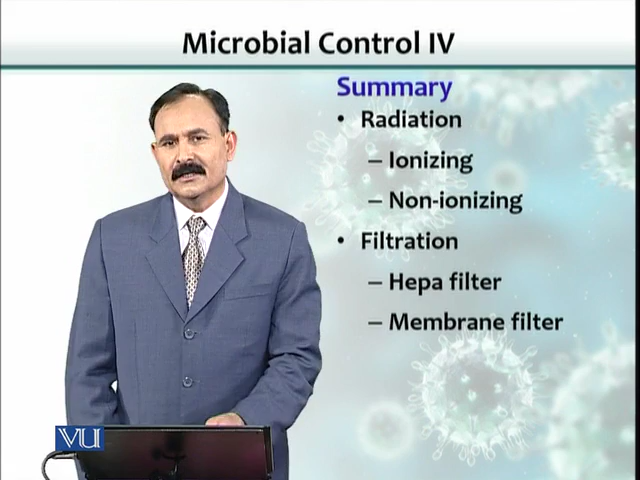 Microbial Control IV
Summary
• Radiation
– Ionizing
– Non-ionizing
• Filtration
– Hepa filter
– Membrane filter
VU